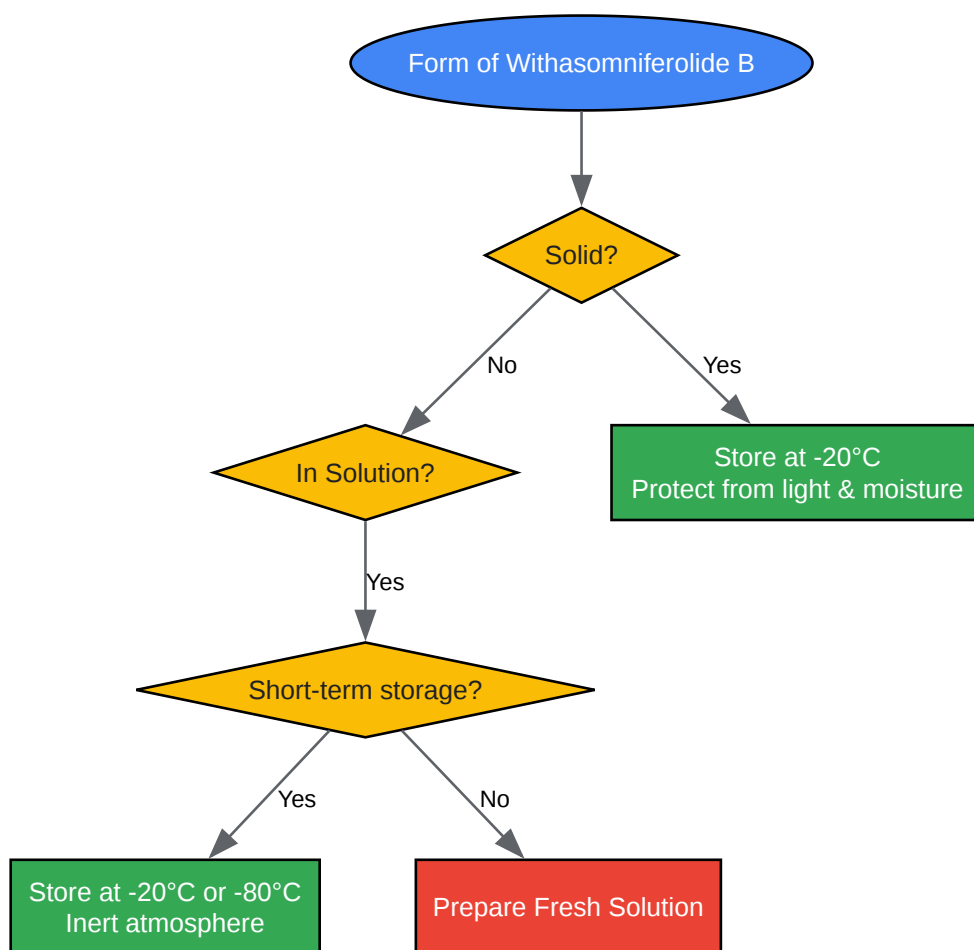 Form of Withasomniferolide B
Solid?
No
Yes
In Solution?
Store at -20°C
Protect from light & moisture
Yes
Short-term storage?
Yes
No
Store at -20°C or -80°C
Inert atmosphere
Prepare Fresh Solution